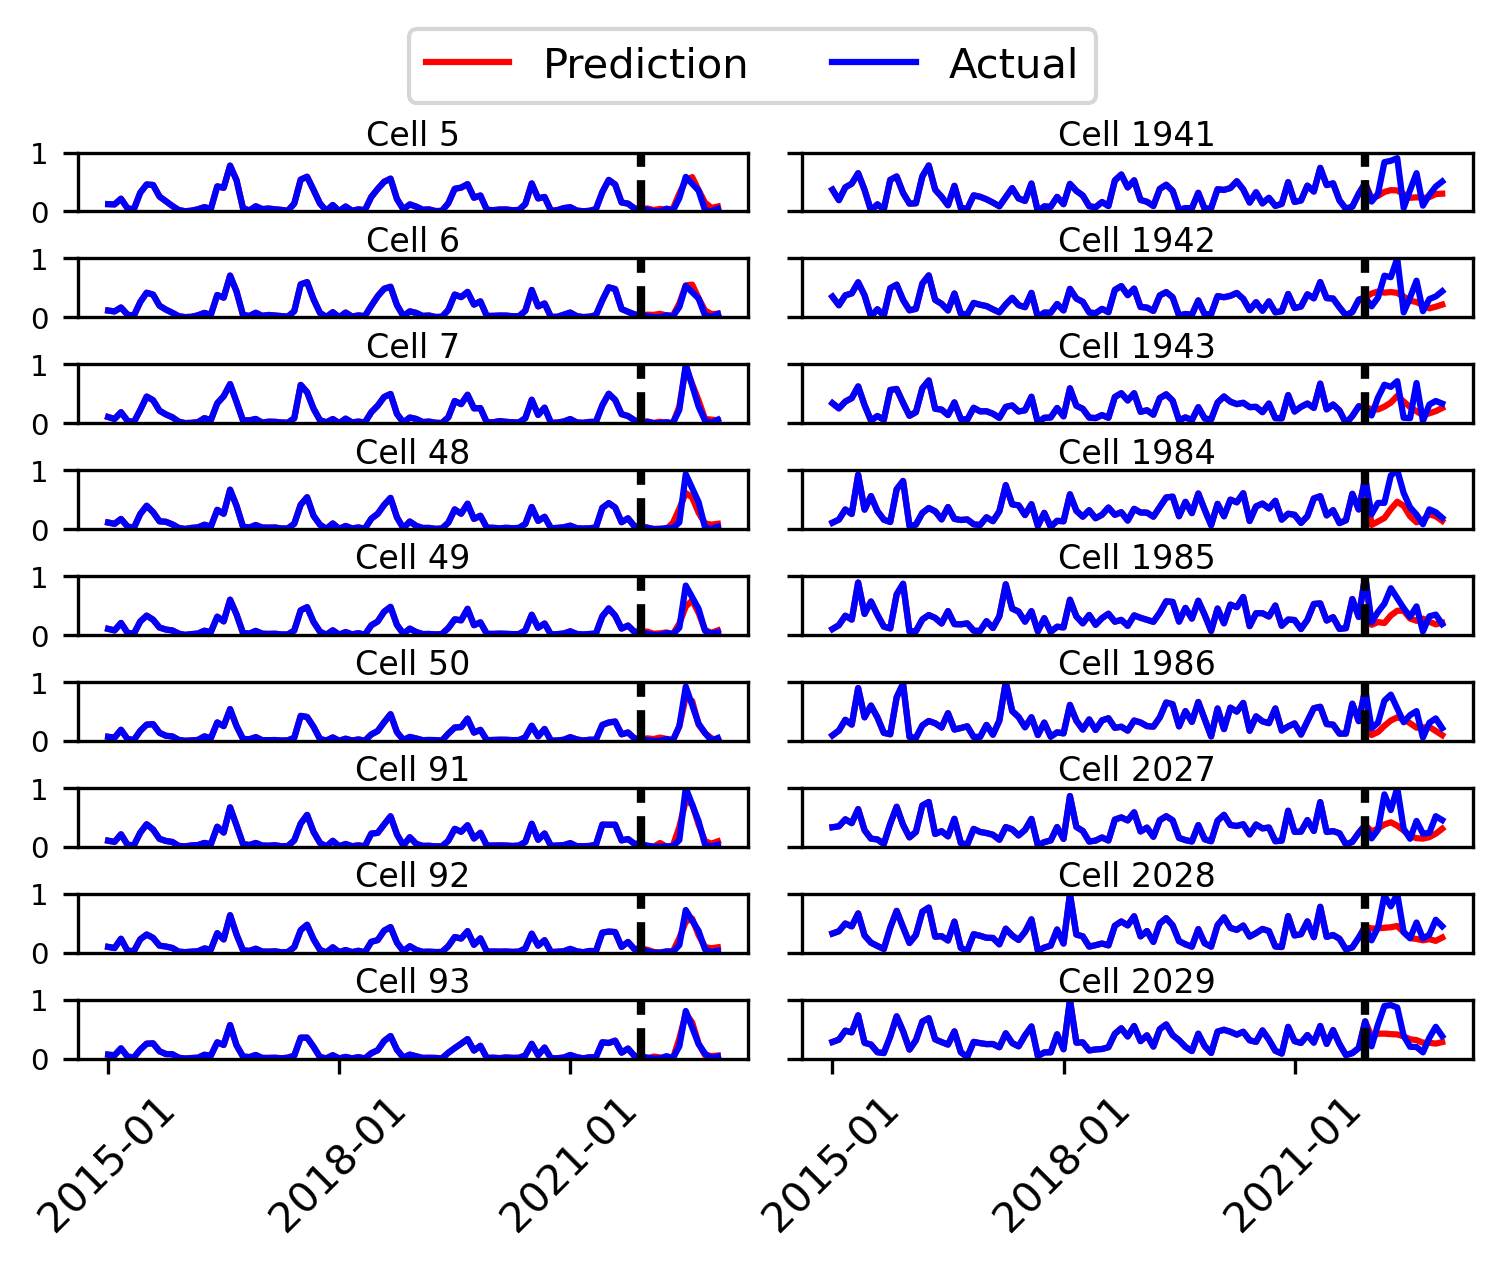 Prediction Actual
Cell 5 Cell 1941
1
0
Cell 6 Cell 1942
1
0
Cell 7 Cell 1943
1
0
Cell 48 Cell 1984
1
0
Cell 49 Cell 1985
1
0
Cell 50 Cell 1986
1
0
Cell 91 Cell 2027
1
0
Cell 92 Cell 2028
1
0
Cell 93 Cell 2029
1
0
2015-01 2018-01 2021-01 2015-01 2018-01 2021-01